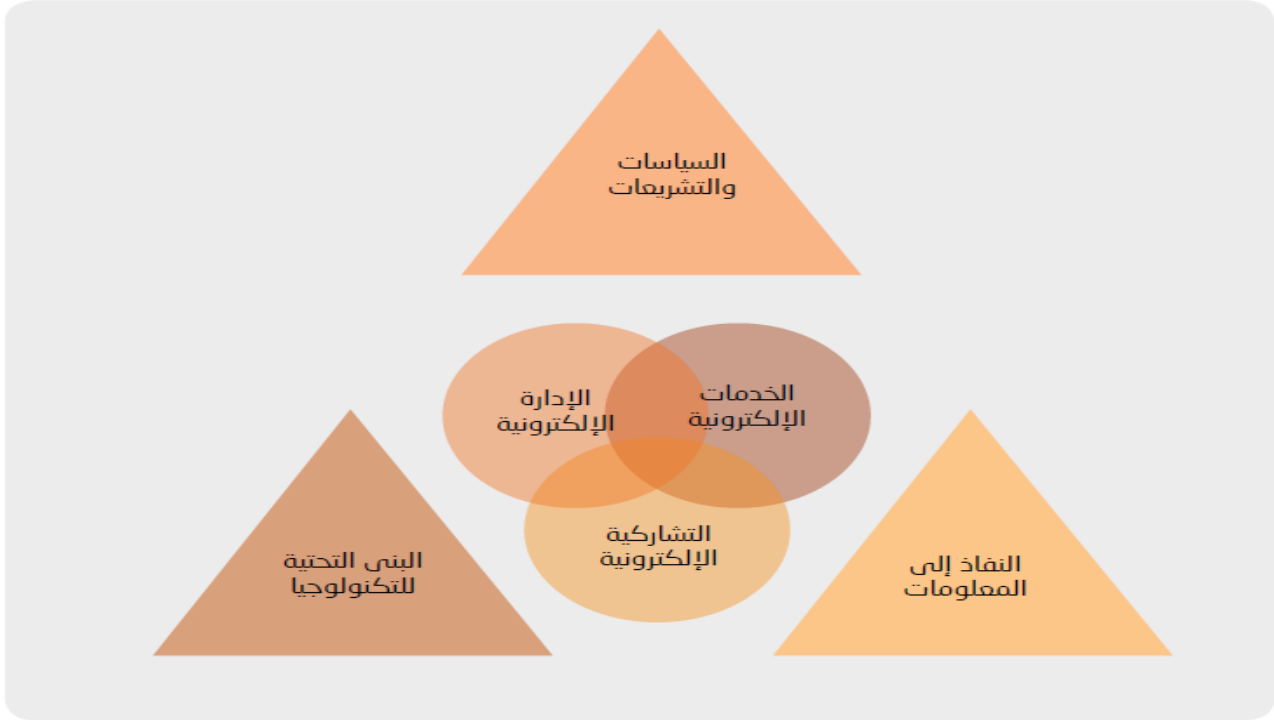 السياسات
والتشريعات
الخدمات
الإلكترونية
الإدارة
الإلكترونية
التشاركية
الإلكترونية
النفاذ إلى
المعلومات
البنى التحتية
للتكنولوجيا